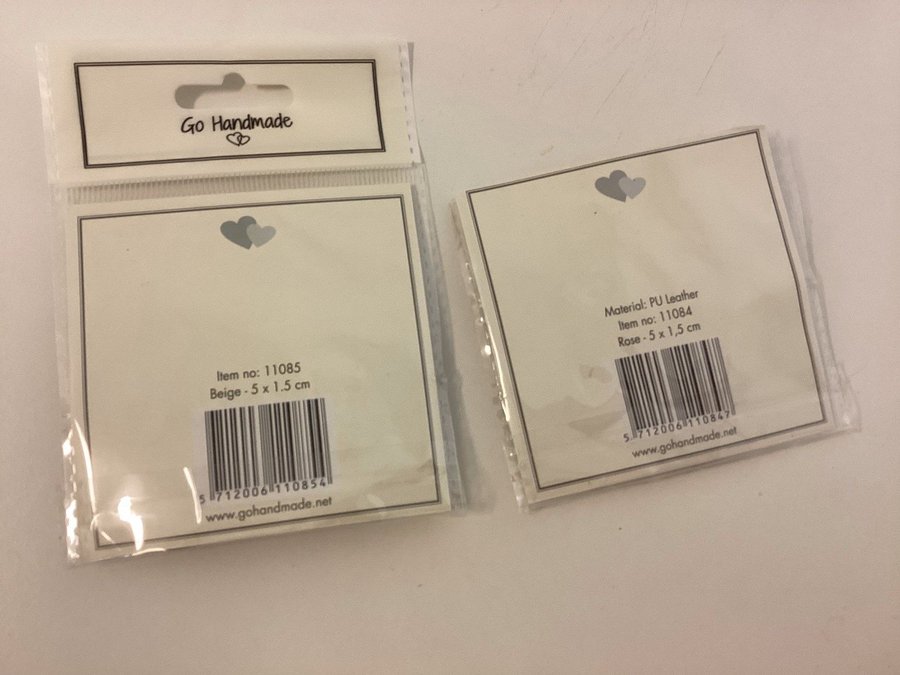 Go Handmade
Item no: 11085
Beige - 5 x 1.5 cm
5 712006 110854
www.gohandmade.net
Material: PU Leather
Item no: 11084
Rose - 5 x 1,5 cm
5 712006 110847
www.gohandmade.net